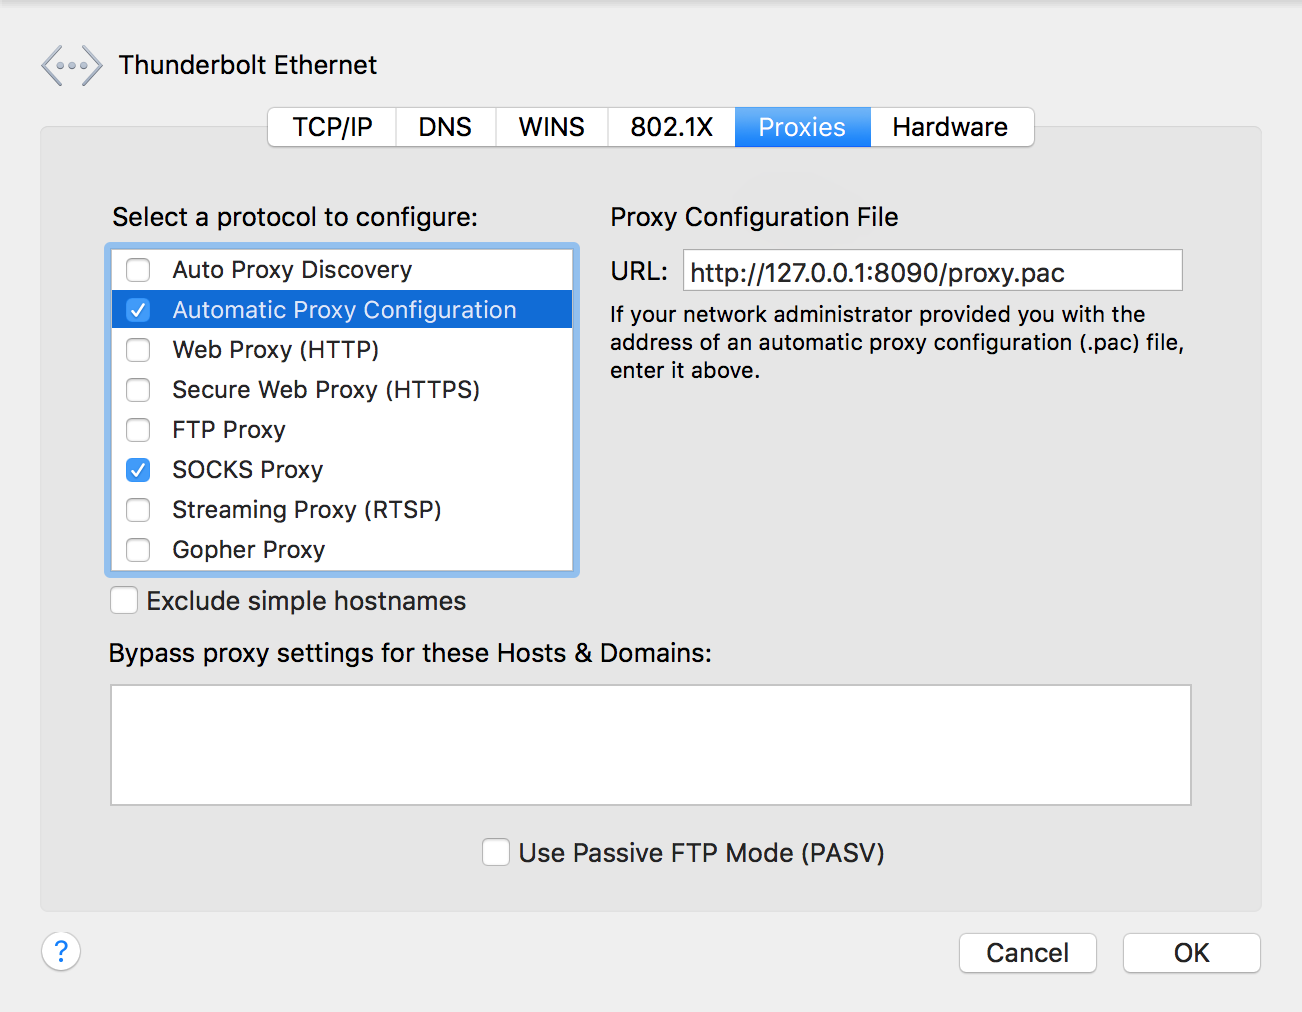 Thunderbolt Ethernet
TCP/IP DNS WINS 802.1X Proxies Hardware
Select a protocol to configure:
Auto Proxy Discovery
Automatic Proxy Configuration
Web Proxy (HTTP)
Secure Web Proxy (HTTPS)
FTP Proxy
SOCKS Proxy
Streaming Proxy (RTSP)
Gopher Proxy
Proxy Configuration File
URL: http://127.0.0.1:8090/proxy.pac
If your network administrator provided you with the
address of an automatic proxy configuration (.pac) file,
enter it above.
Exclude simple hostnames
Bypass proxy settings for these Hosts & Domains:
Use Passive FTP Mode (PASV)
? Cancel OK